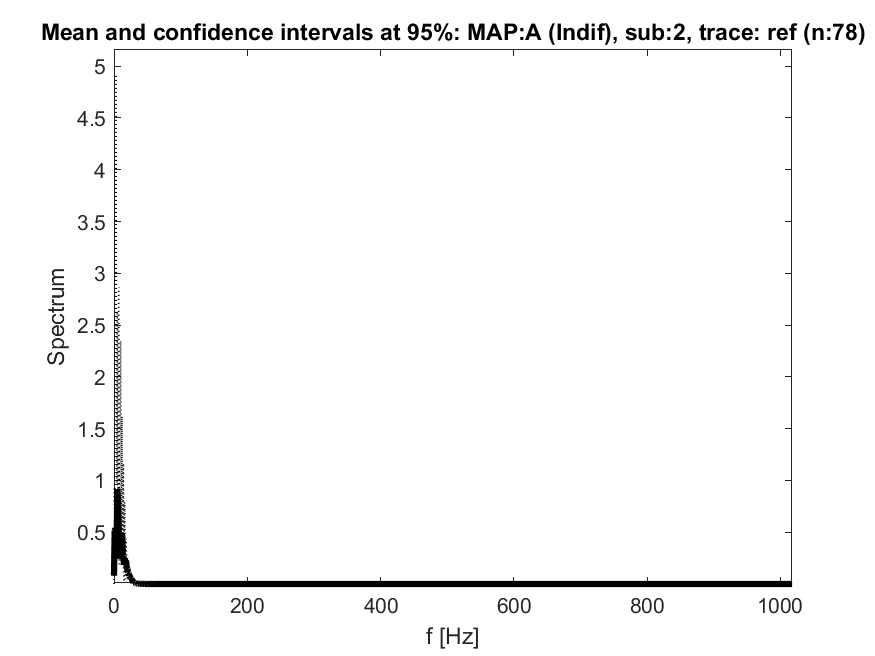 Mean and confidence intervals at 95%: MAP:A (Indif), sub:2, trace: ref (n:78)
5
4.5
4
3.5
3
2.5
2
1.5
1
0.5
Spectrum
0 200 400 600 800 1000
f [Hz]